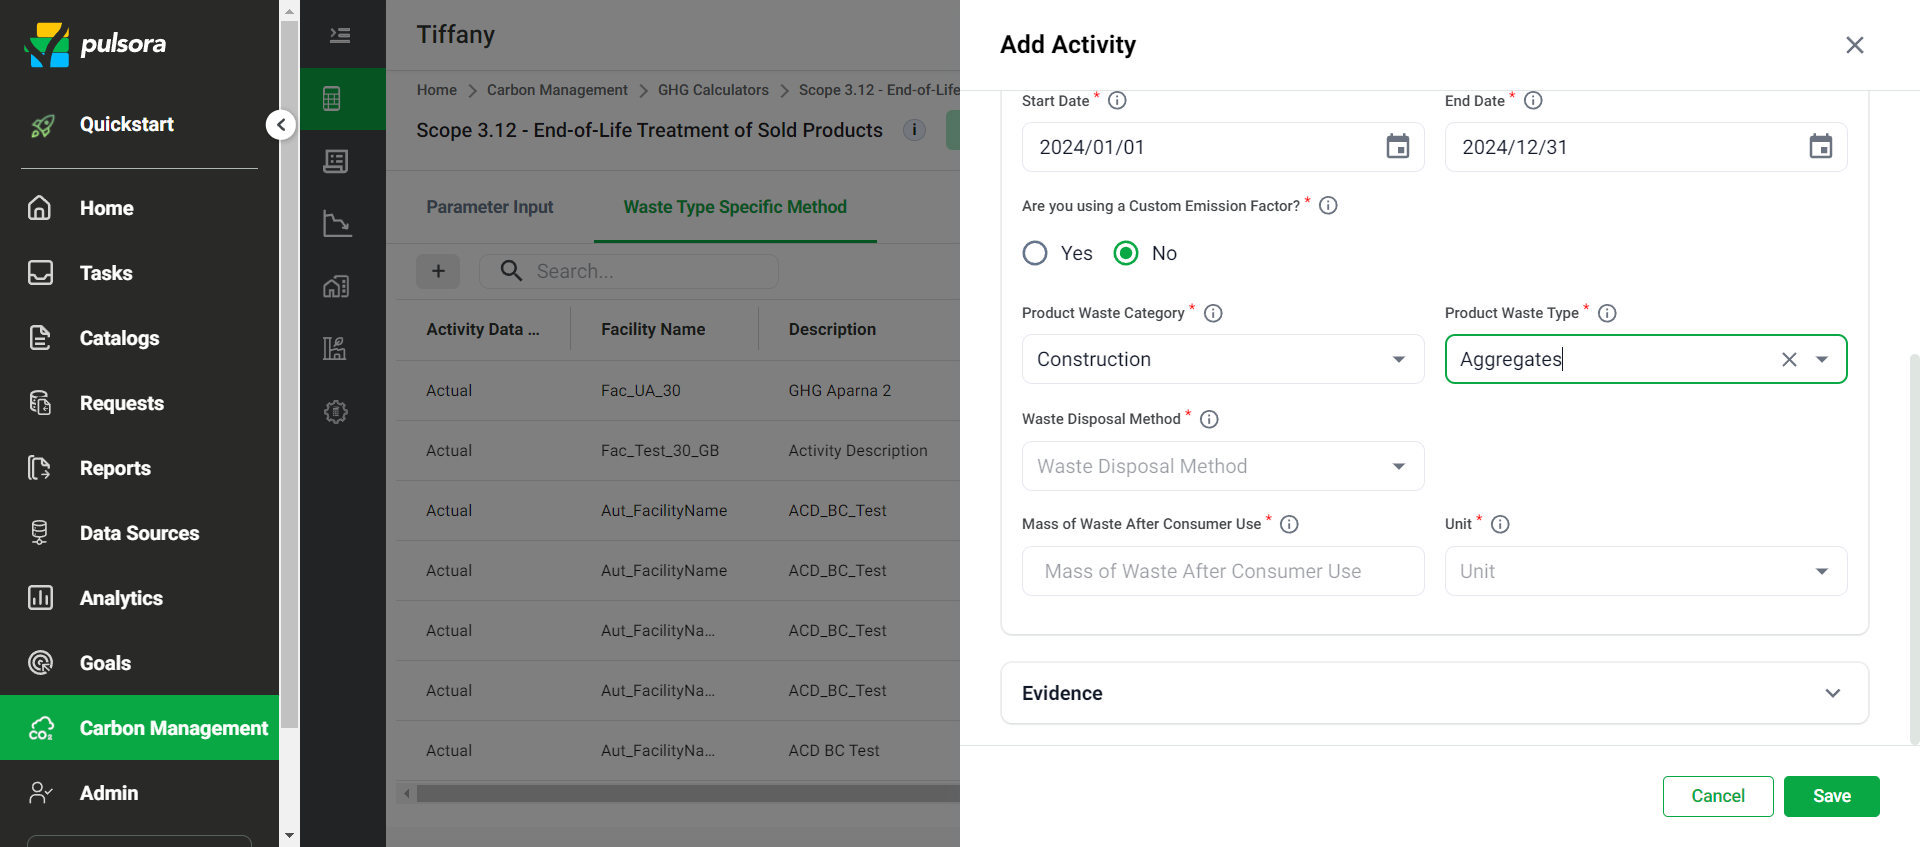 pulsora
Quickstart
Home
Tasks
Catalogs
Requests
Reports
Data Sources
Analytics
Goals
CO₂
Carbon Management
Admin
Tiffany
Home > Carbon Management > GHG Calculators > Scope 3.12 - End-of-Life
Scope 3.12 - End-of-Life Treatment of Sold Products i
Parameter Input Waste Type Specific Method
+ Search...
Activity Data ... Facility Name Description
Actual Fac_UA_30 GHG Aparna 2
Actual Fac_Test_30_GB Activity Description
Actual Aut_FacilityName ACD_BC_Test
Actual Aut_FacilityName ACD_BC_Test
Actual Aut_FacilityNa... ACD_BC_Test
Actual Aut_FacilityNa... ACD_BC_Test
Actual Aut_FacilityNa... ACD BC Test
Add Activity
Start Date * End Date *
2024/01/01 2024/12/31
Are you using a Custom Emission Factor? *
Yes No
Product Waste Category * Product Waste Type *
Construction Aggregates
Waste Disposal Method *
Waste Disposal Method
Mass of Waste After Consumer Use * Unit *
Mass of Waste After Consumer Use Unit
Evidence
Cancel Save